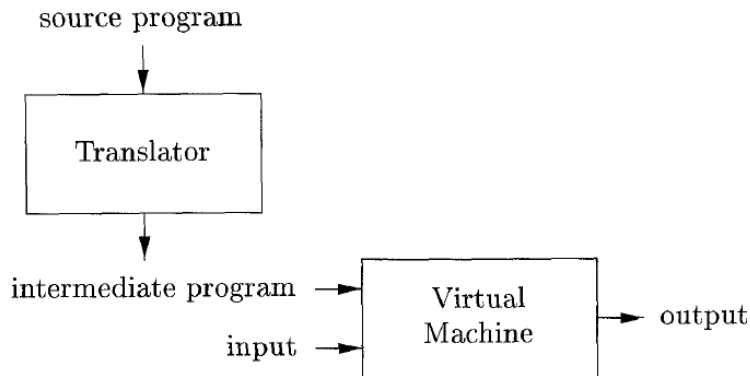 source program
Translator
intermediate program
input
Virtual
Machine
output